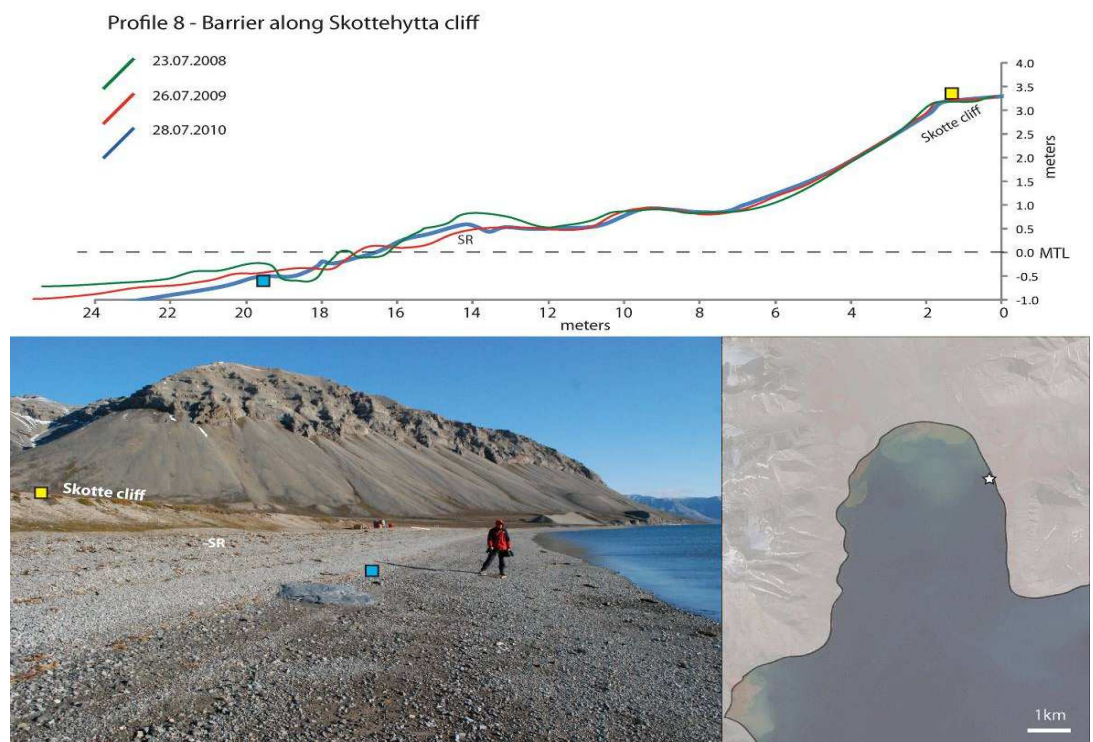 Profile 8 - Barrier along Skottehytta cliff
23.07.2008
26.07.2009
28.07.2010
4.0
3.5
3.0
2.5
2.0
1.5
1.0
0.5
0.0 MTL
-0.5
-1.0
meters
Skotte cliff
SR
24 22 20 18 16 14 12 10 8 6 4 2 0
meters
Skotte cliff
-SR
1km